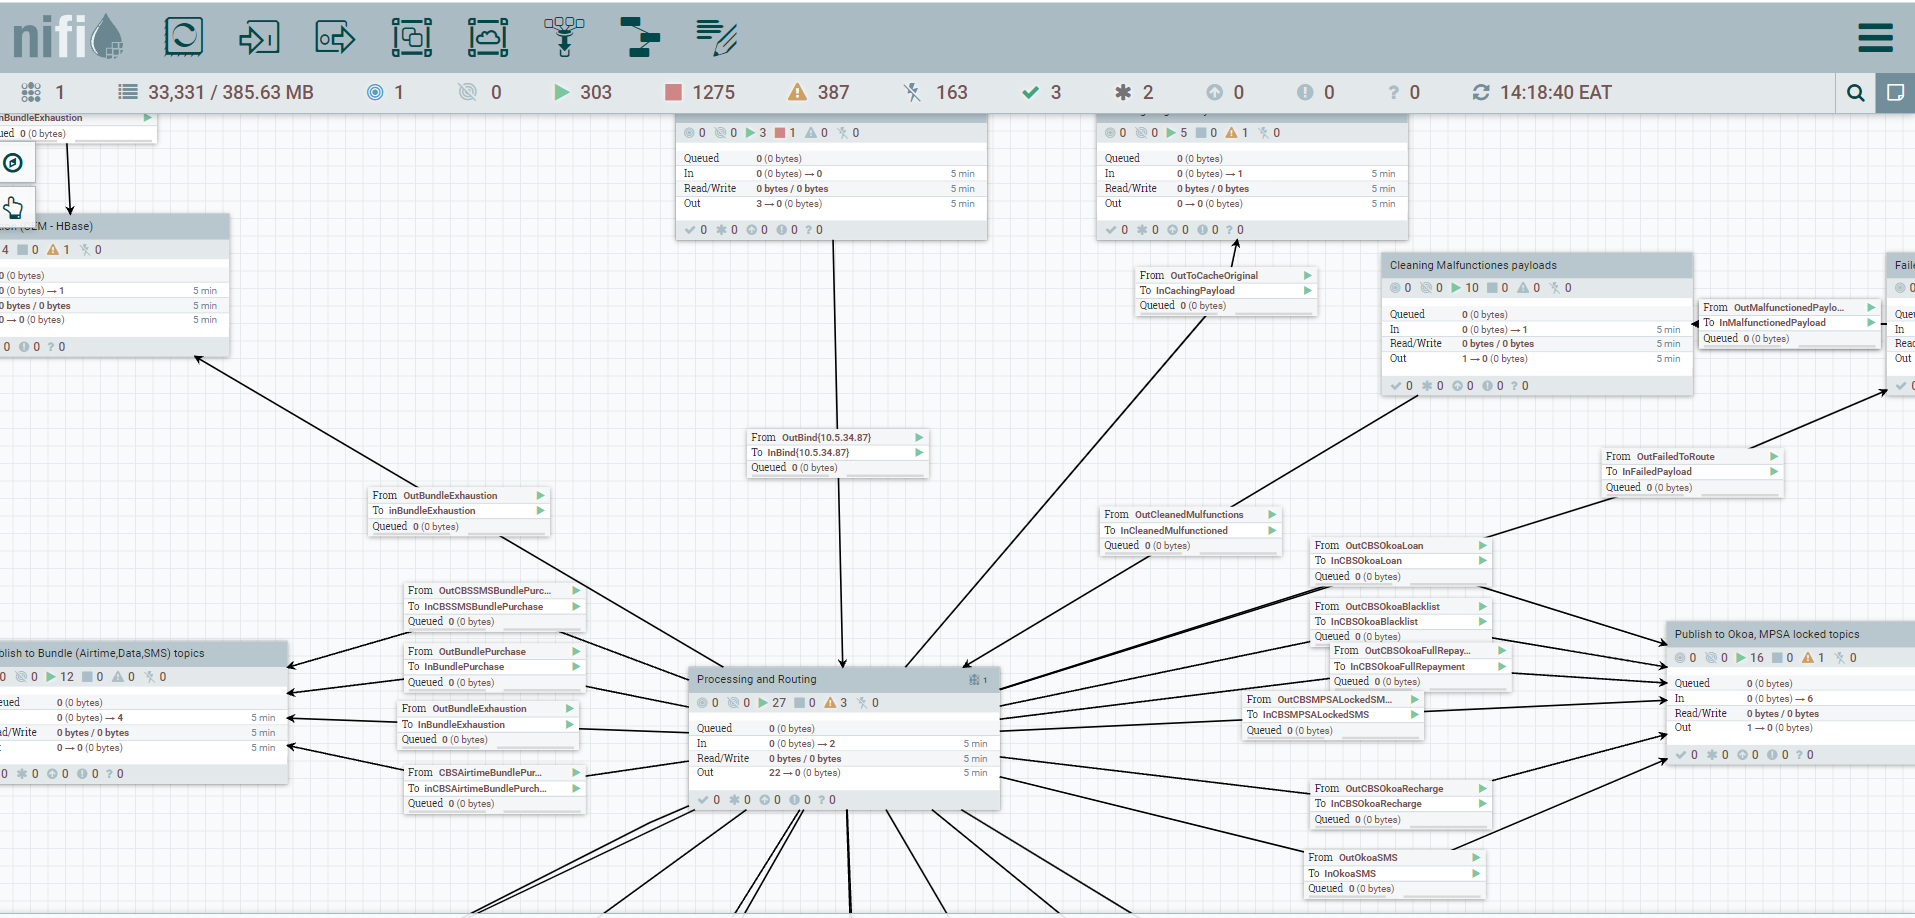 nifi
1
33,331 / 385.63 MB
1
0
303
1275
387
163
3
2
0
0
? 0
14:18:40 EAT
nBundleExhaustion
ued 0 (0 bytes)
0 0 3 1 0 0
Queued 0 (0 bytes)
In 0 (0 bytes) → 0 5 min
Read/Write 0 bytes / 0 bytes 5 min
Out 3 → 0 (0 bytes) 5 min
0 0 0 0 ? 0
0 0 5 0 1 0
Queued 0 (0 bytes)
In 0 (0 bytes) → 1 5 min
Read/Write 0 bytes / 0 bytes 5 min
Out 0 → 0 (0 bytes) 5 min
0 0 0 0 ? 0
EM - HBase)
4 0 1 0
0 (0 bytes)
0 (0 bytes) → 1 5 min
0 bytes / 0 bytes 5 min
0 → 0 (0 bytes) 5 min
0 0 ? 0
From OutToCacheOriginal
To InCachingPayload
Queued 0 (0 bytes)
Cleaning Malfunctiones payloads
0 0 10 0 0 0
Queued 0 (0 bytes)
In 0 (0 bytes) → 1 5 min
Read/Write 0 bytes / 0 bytes 5 min
Out 1 → 0 (0 bytes) 5 min
0 0 0 0 ? 0
From OutMalfunctionedPaylo...
To InMalfunctionedPayload
Queued 0 (0 bytes)
Faile
0
Queu
In
Read
Out
0
From OutBind{10.5.34.87}
To InBind{10.5.34.87}
Queued 0 (0 bytes)
From OutFailedToRoute
To InFailedPayload
Queued 0 (0 bytes)
From OutBundleExhaustion
To inBundleExhaustion
Queued 0 (0 bytes)
From OutCleanedMulfunctions
To InCleanedMulfunctioned
Queued 0 (0 bytes)
From OutCBSOkoaLoan
To InCBSOkoaLoan
Queued 0 (0 bytes)
From OutCBSSMSBundlePurc...
To InCBSSMSBundlePurchase
Queued 0 (0 bytes)
From OutCBSOkoaBlacklist
To InCBSOkoaBlacklist
Queued 0 (0 bytes)
From OutBundlePurchase
To InBundlePurchase
Queued 0 (0 bytes)
From OutCBSOkoaFullRepay...
To InCBSOkoaFullRepayment
Queued 0 (0 bytes)
blish to Bundle (Airtime,Data,SMS) topics
0 0 12 0 0 0
ued 0 (0 bytes)
0 (0 bytes) → 4 5 min
d/Write 0 bytes / 0 bytes 5 min
t 0 → 0 (0 bytes) 5 min
0 0 0 0 ? 0
Publish to Okoa, MPSA locked topics
0 0 16 0 1 0
Queued 0 (0 bytes)
In 0 (0 bytes) → 6
Read/Write 0 bytes / 0 bytes
Out 1 → 0 (0 bytes)
0 0 0 0 ? 0
Processing and Routing 1
0 0 27 0 3 0
Queued 0 (0 bytes)
In 0 (0 bytes) → 2 5 min
Read/Write 0 bytes / 0 bytes 5 min
Out 22 → 0 (0 bytes) 5 min
0 0 0 0 ? 0
From OutCBSMPSALockedSM...
To InCBSMPSALockedSMS
Queued 0 (0 bytes)
From OutBundleExhaustion
To InBundleExhaustion
Queued 0 (0 bytes)
From CBSAirtimeBundlePur...
To inCBSAirtimeBundlePurch...
Queued 0 (0 bytes)
From OutCBSOkoaRecharge
To InCBSOkoaRecharge
Queued 0 (0 bytes)
From OutOkoaSMS
To InOkoaSMS
Queued 0 (0 bytes)